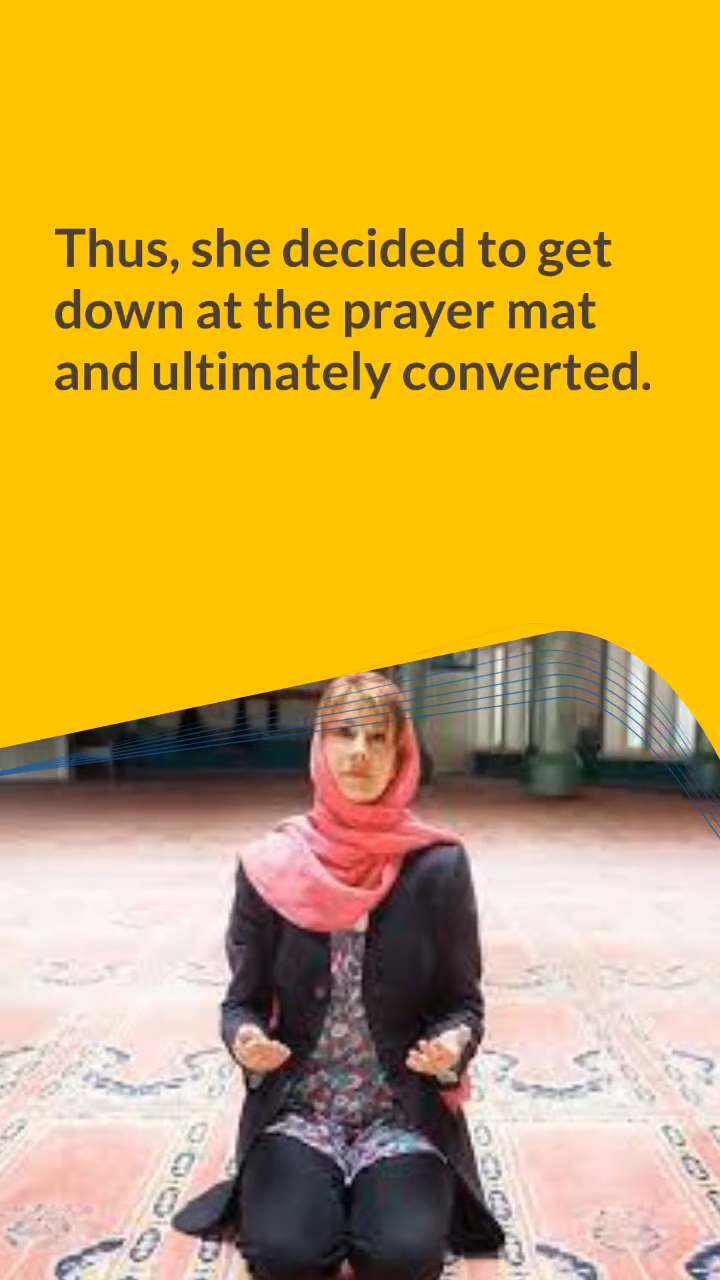 Thus, she decided to get
down at the prayer mat
and ultimately converted.